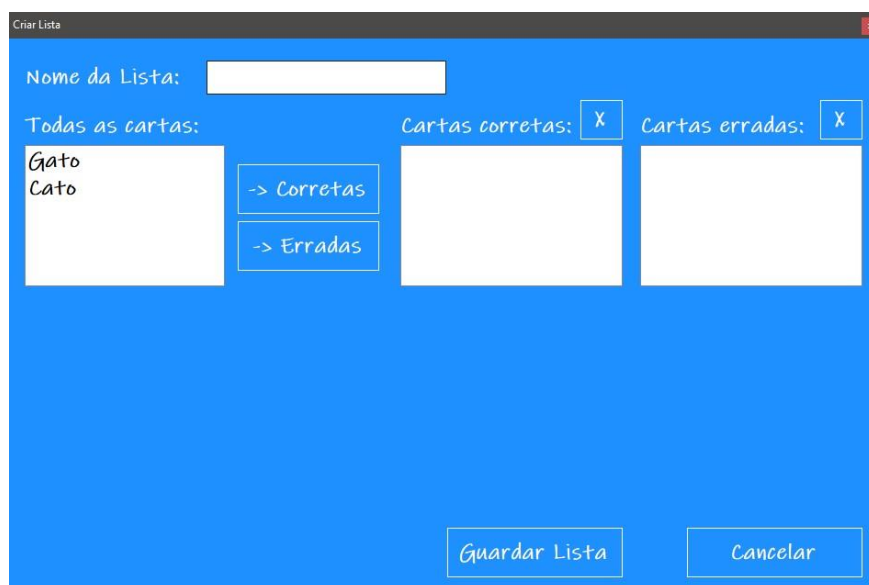 Criar Lista
Nome da Lista:
Todas as cartas:
Cartas corretas:
X
Cartas erradas:
X
Gato
Cato
-> Corretas
-> Erradas
Guardar Lista
Cancelar